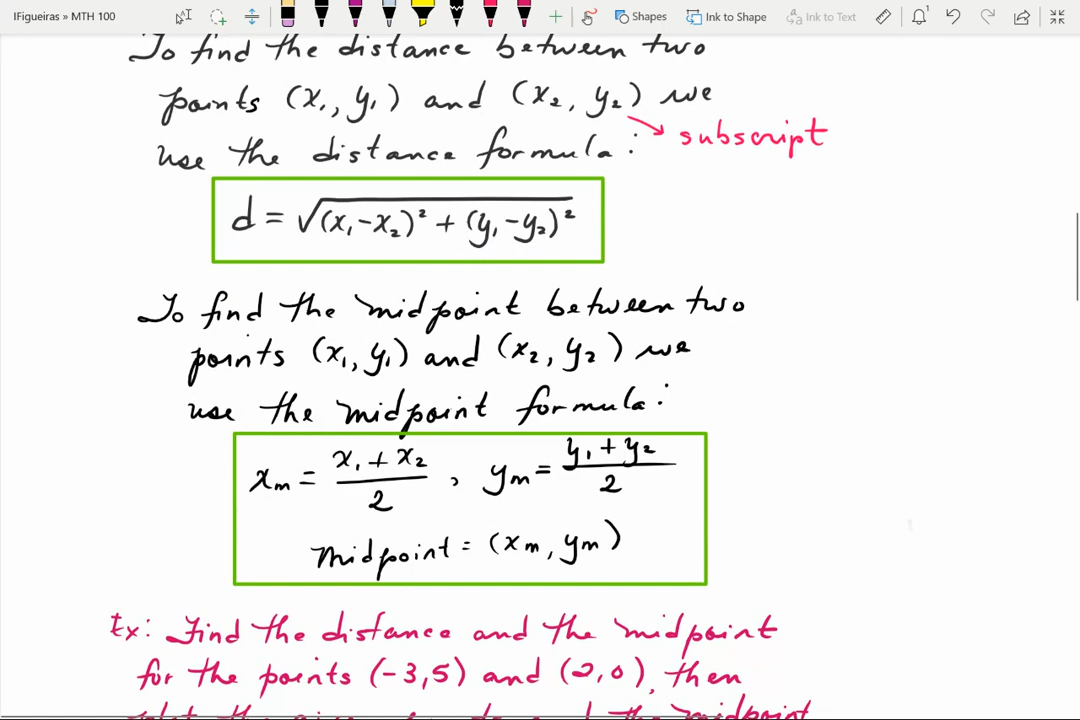 IFigueiras » MTH 100
Shapes
Ink to Shape
Ink to Text
1
To find the distance between two
points (x₁, y₁) and (x₂, y₂) we
subscript
use the distance formula:
d = √(x₁-x₂)² + (y₁-y₂)²
To find the midpoint between two
points (x₁, y₁) and (x₂, y₂) we
use the midpoint formula:
xₘ = x₁ + x₂ / 2 , yₘ = y₁ + y₂ / 2
midpoint = (xₘ, yₘ)
Ex: Find the distance and the midpoint
for the points (-3,5) and (2,0), then
the midpoint